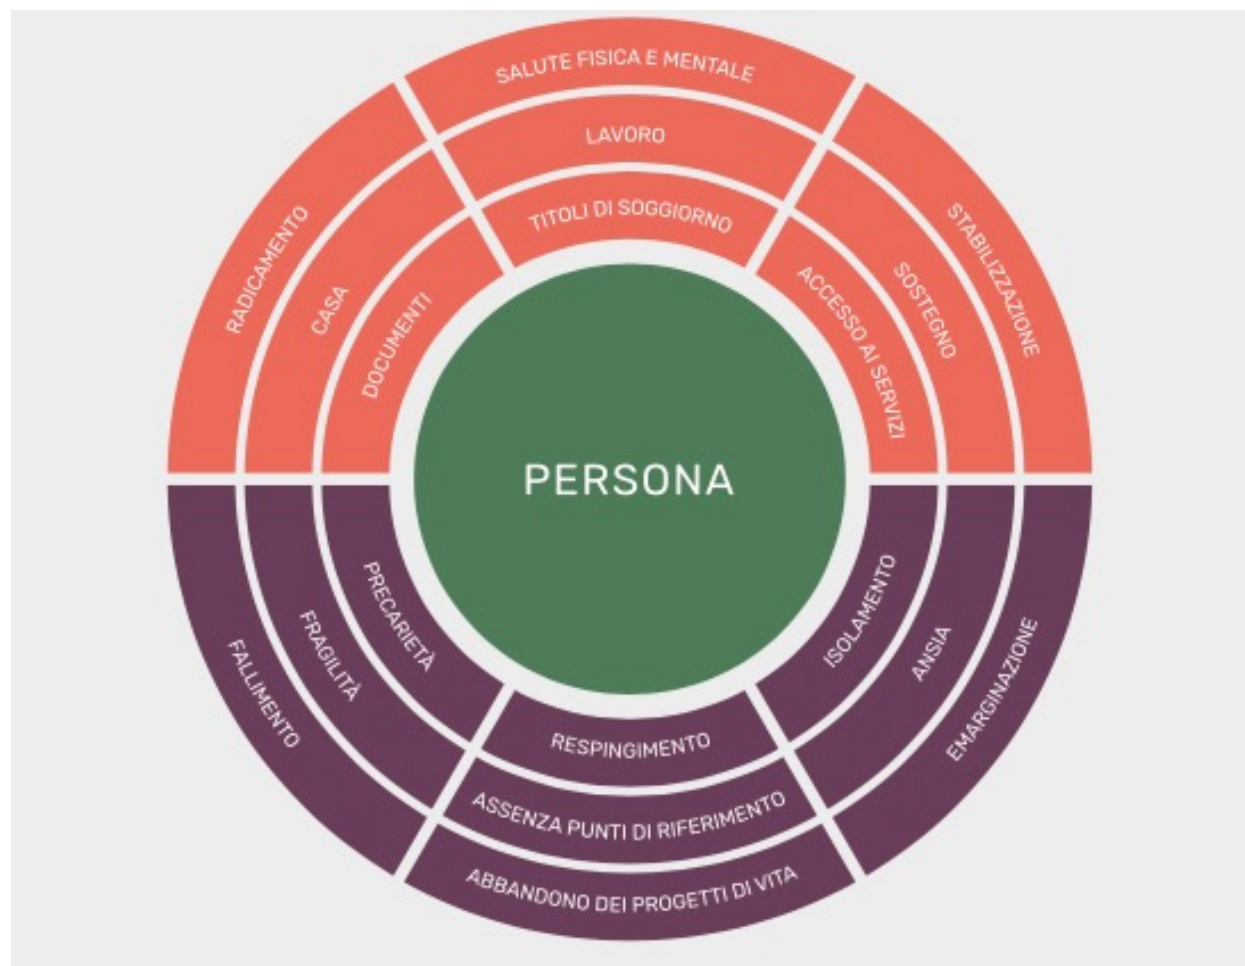 SALUTE FISICA E MENTALE
LAVORO
TITOLI DI SOGGIORNO
RADICAMENTO
CASA
DOCUMENTI
STABILIZZAZIONE
SOSTEGNO
ACCESSO AI SERVIZI
PERSONA
PRECARIETÀ
FRAGILITÀ
FALLIMENTO
ISOLAMENTO
ANSIA
EMARGINAZIONE
RESPINGIMENTO
ASSENZA PUNTI DI RIFERIMENTO
ABBANDONO DEI PROGETTI DI VITA